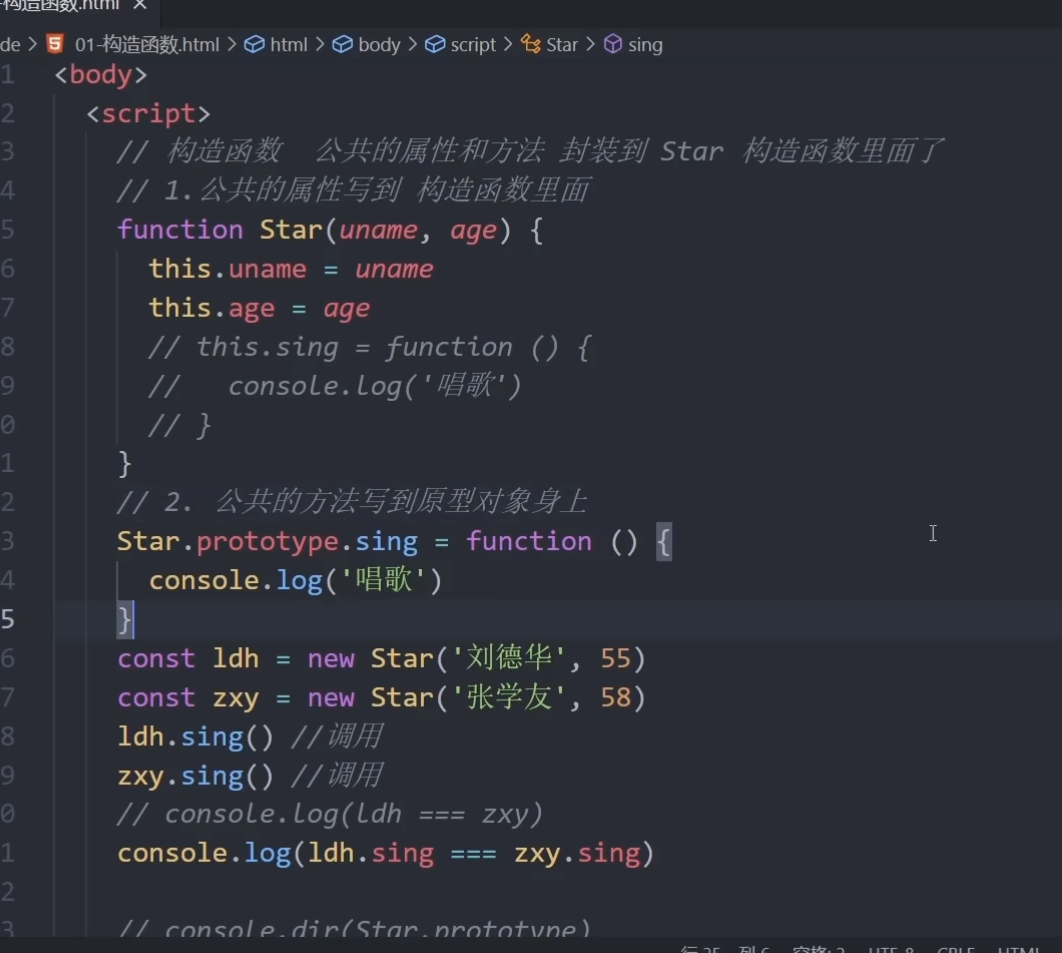 构造函数.html ×
de > 01-构造函数.html > html > body > script > Star > sing
1 <body>
2 <script>
3 // 构造函数 公共的属性和方法 封装到 Star 构造函数里面了
4 // 1.公共的属性写到 构造函数里面
5 function Star(uname, age) {
6 this.uname = uname
7 this.age = age
8 // this.sing = function () {
9 // console.log('唱歌')
0 // }
1 }
2 // 2. 公共的方法写到原型对象身上
3 Star.prototype.sing = function () {
4 console.log('唱歌')
5 }
6 const ldh = new Star('刘德华', 55)
7 const zxy = new Star('张学友', 58)
8 ldh.sing() //调用
9 zxy.sing() //调用
0 // console.log(ldh === zxy)
1 console.log(ldh.sing === zxy.sing)
2
3 // console.dir(Star.prototype)
行 25, 列 6 空格: 2 UTF-8 CRLF HTML